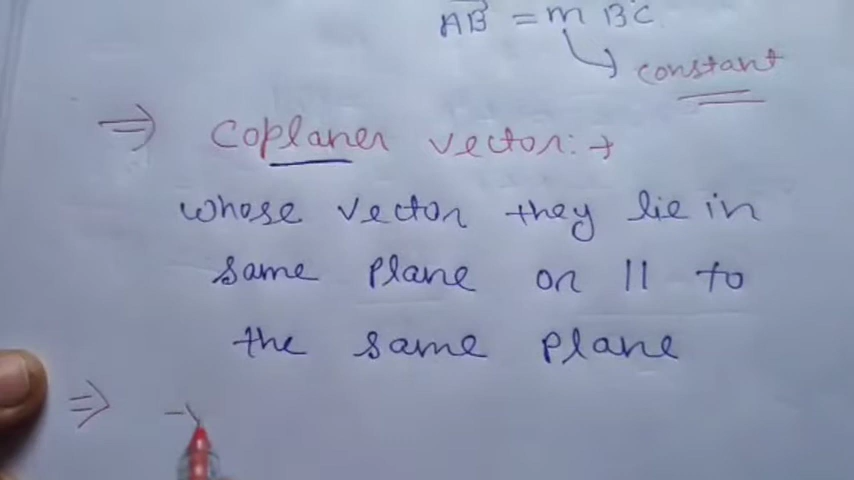 AB = m BC
constant
⇒ Coplaner vector:→
whose vector they lie in
same plane or || to
the same plane
⇒